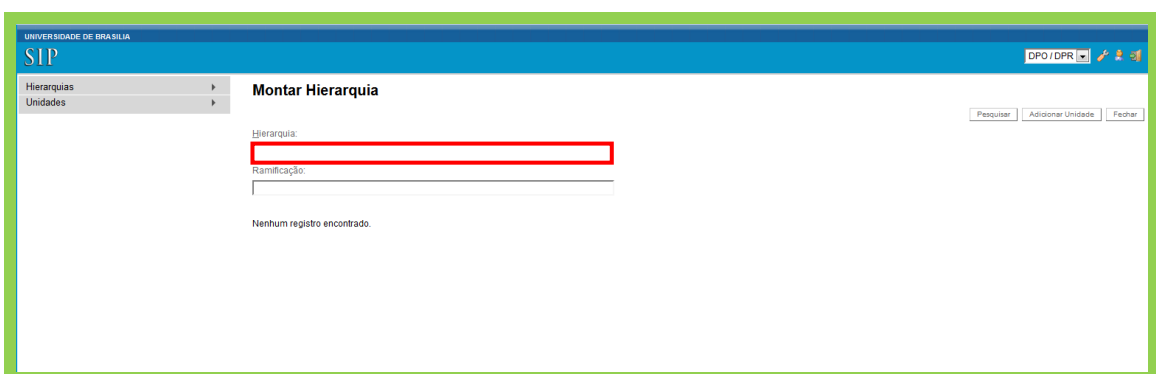 UNIVERSIDADE DE BRASILIA
SIP
DPO / DPR
Hierarquias
Unidades
Montar Hierarquia
Pesquisar Adicionar Unidade Fechar
Hierarquia:
Ramificação:
Nenhum registro encontrado.